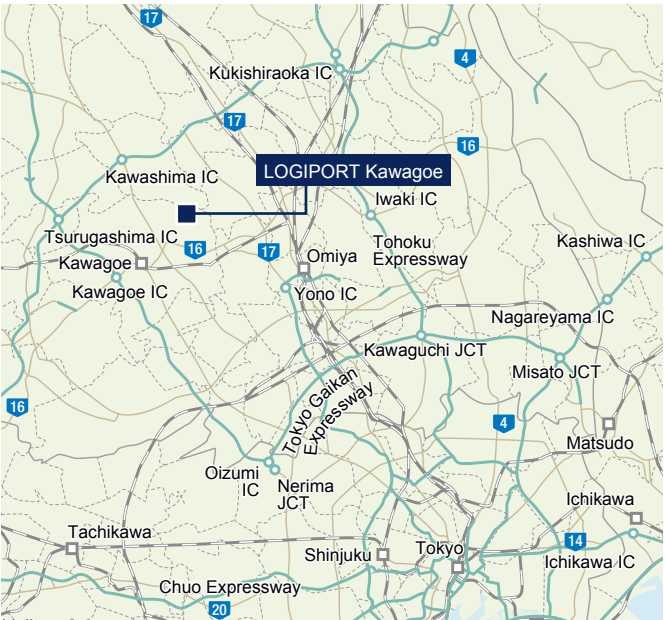 17
Kukishiraoka IC
4
17
16
LOGIPORT Kawagoe
Kawashima IC
Iwaki IC
Tsurugashima IC
16
17
Tohoku
Expressway
Kashiwa IC
Kawagoe
Omiya
Kawagoe IC
Yono IC
Nagareyama IC
Kawaguchi JCT
Misato JCT
16
Tokyo Gaikan
Expressway
4
Matsudo
Oizumi
IC
Nerima
JCT
Ichikawa
Tachikawa
Shinjuku
Tokyo
14
Ichikawa IC
Chuo Expressway
20